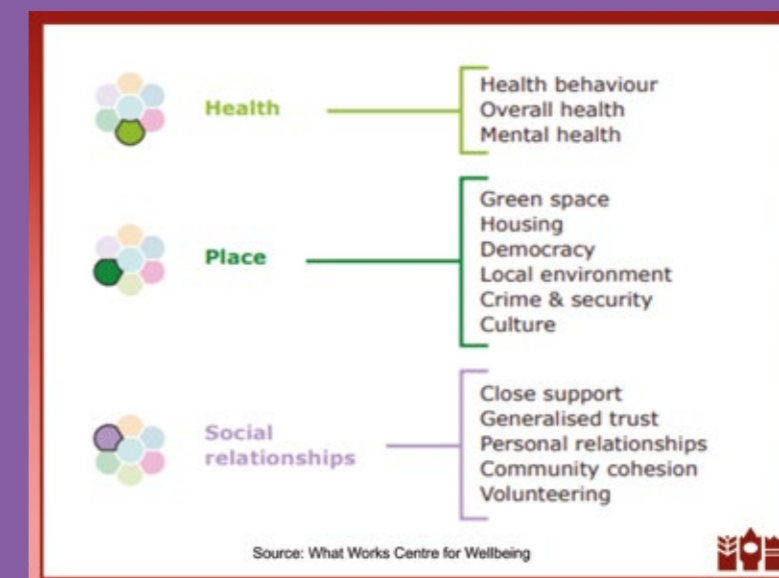 Health
Health behaviour
Overall health
Mental health
Place
Green space
Housing
Democracy
Local environment
Crime & security
Culture
Social
relationships
Close support
Generalised trust
Personal relationships
Community cohesion
Volunteering
Source: What Works Centre for Wellbeing